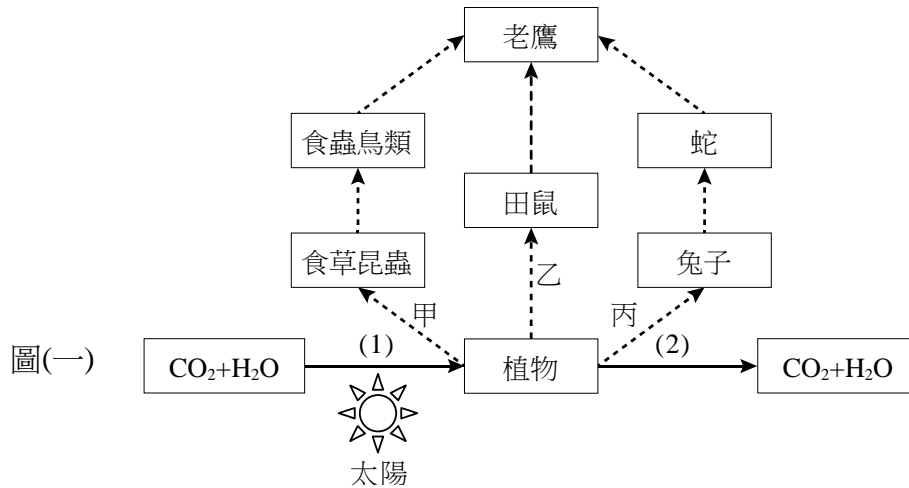 老鷹
食蟲鳥類
蛇
田鼠
食草昆蟲
兔子
甲
乙
丙
圖(一)
CO₂+H₂O
(1)
植物
(2)
CO₂+H₂O
太陽